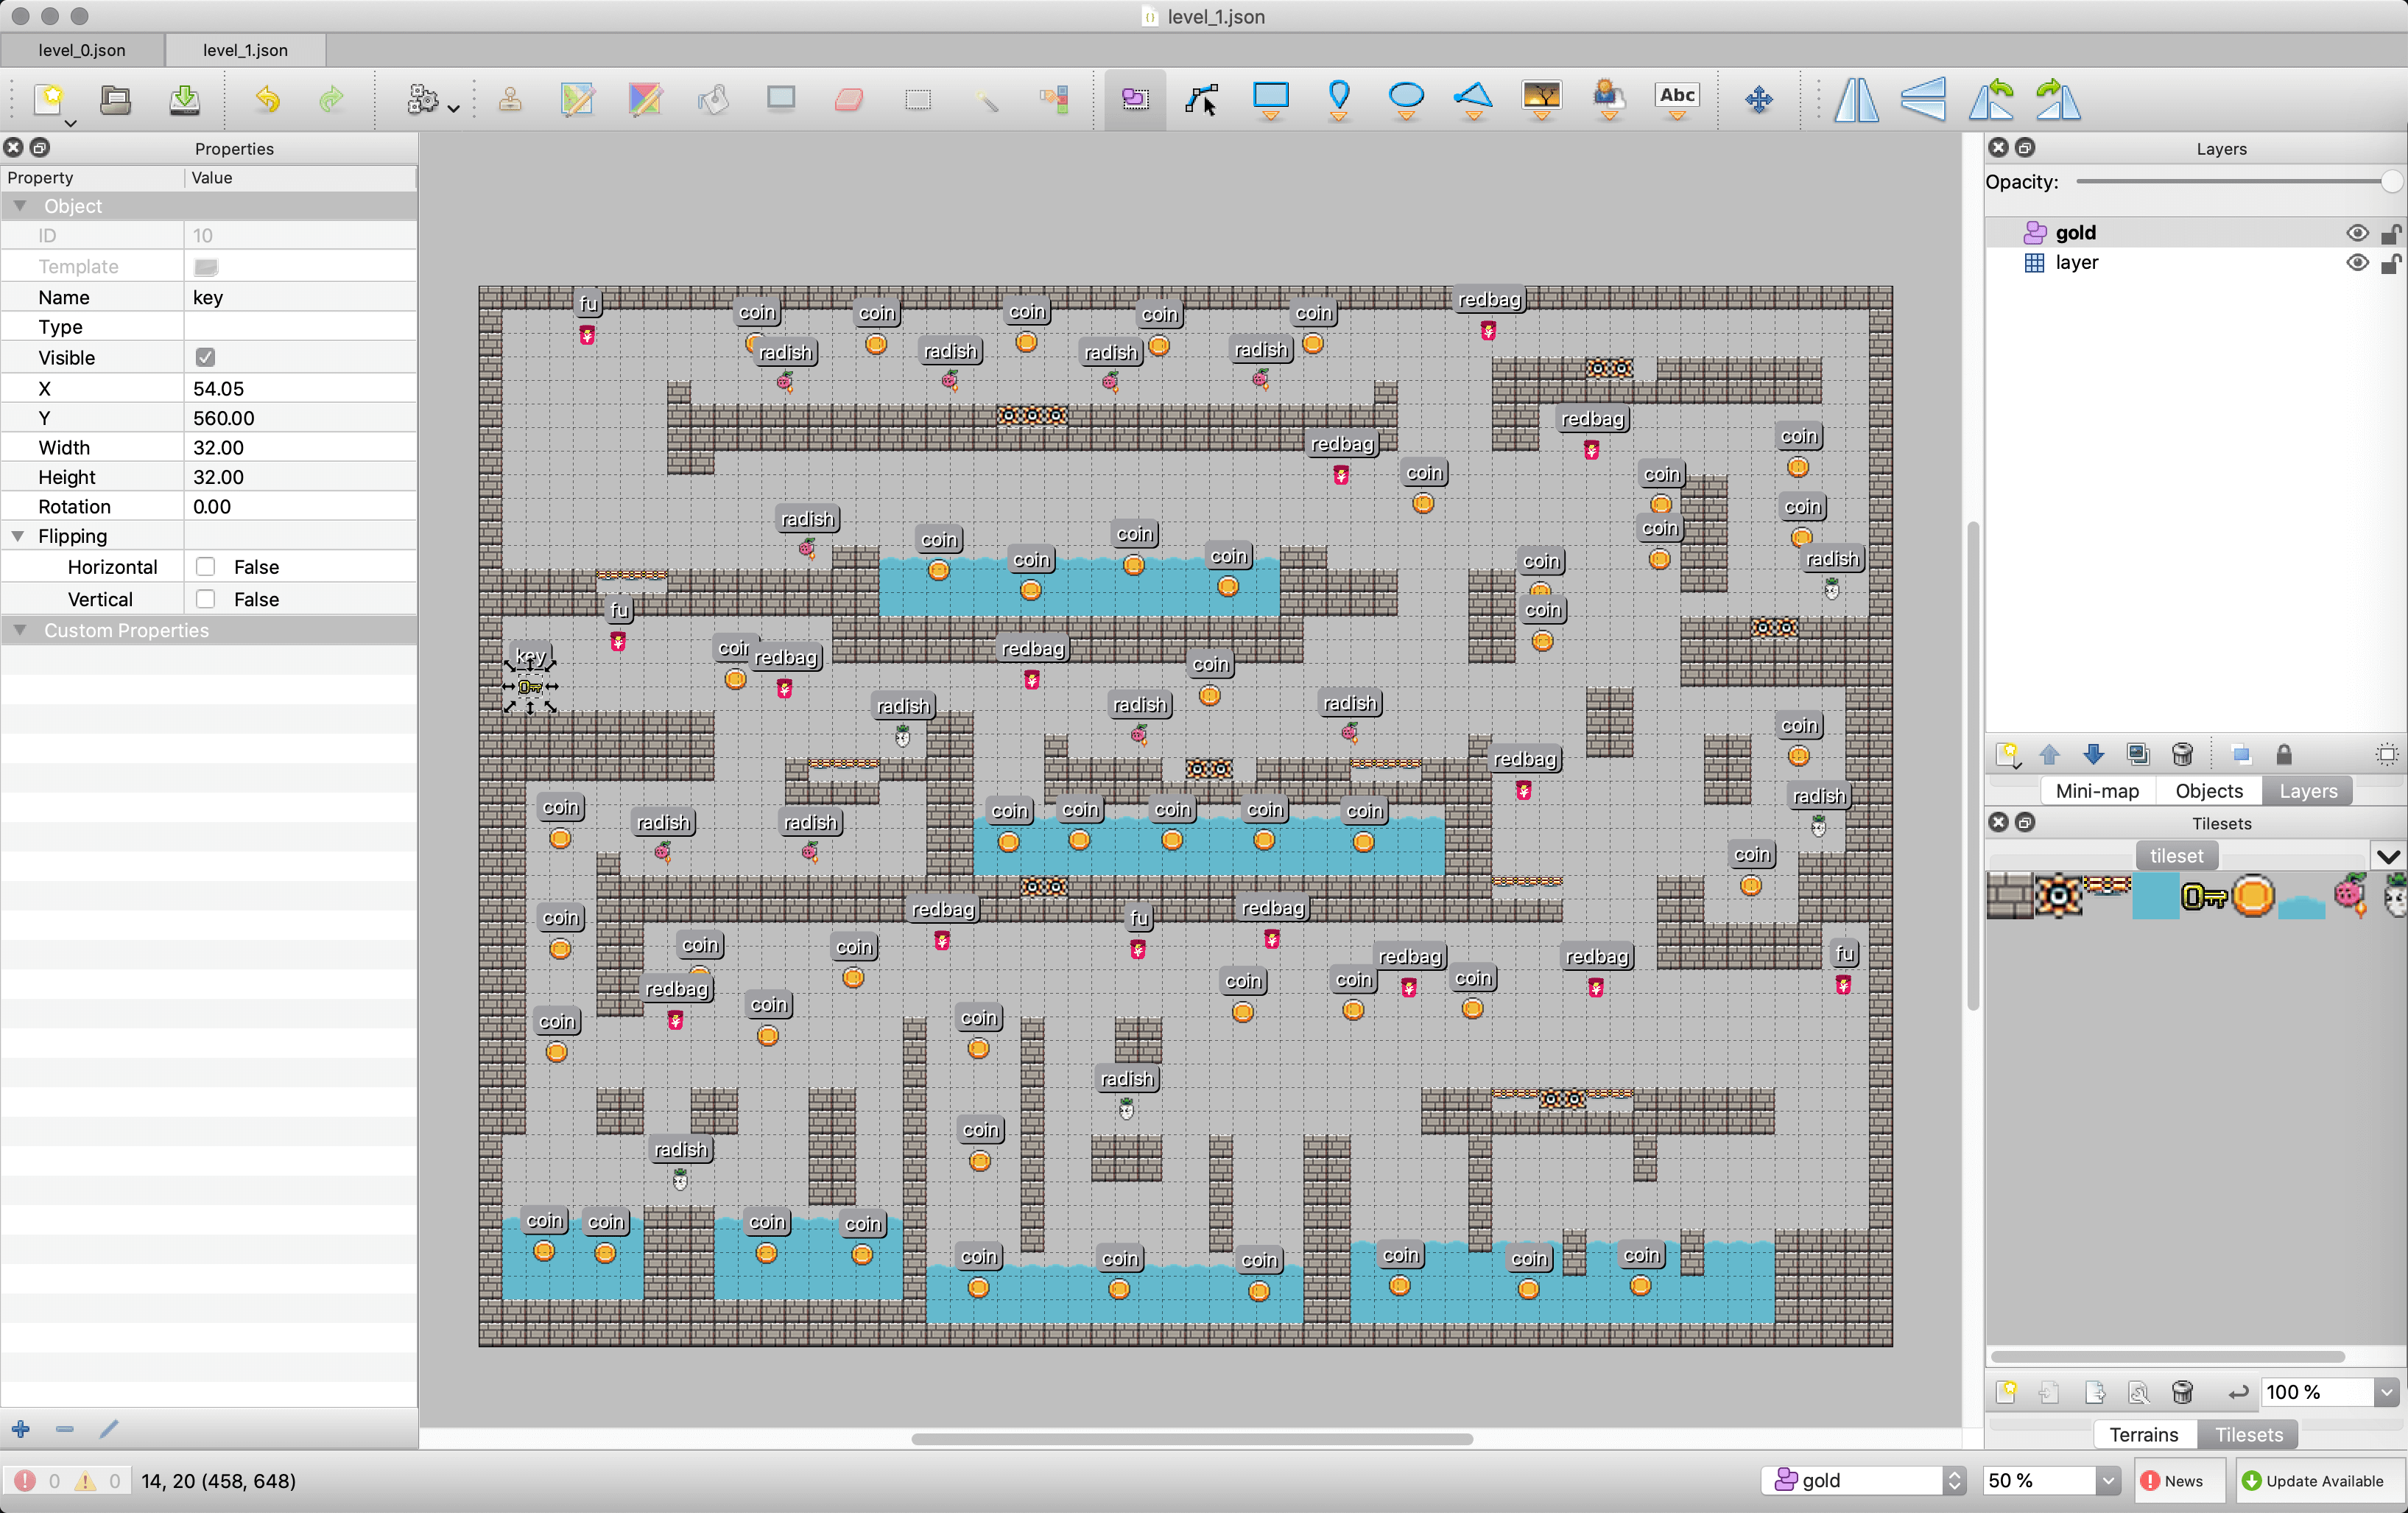 level_1.json
level_0.json
level_1.json
Abc
Properties
Property Value
Object
ID 10
Template
Name key
Type
Visible
X 54.05
Y 560.00
Width 32.00
Height 32.00
Rotation 0.00
Flipping
Horizontal False
Vertical False
Custom Properties
fu coin coin coin coin coin redbag
radish radish radish radish
redbag
coin
redbag
coin coin
coin
radish coin
coin coin coin coin coin radish
fu coin
key coin redbag redbag coin
radish radish radish
coin
redbag
radish
coin coin coin coin coin coin
radish radish
coin
coin redbag fu redbag
coin coin redbag redbag fu
redbag coin coin coin
coin
coin coin
radish
coin
radish
coin coin coin coin
coin coin coin coin coin coin
Layers
Opacity:
gold
layer
Mini-map Objects Layers
Tilesets
tileset
100 %
Terrains Tilesets
0 0 14, 20 (458, 648)
gold 50 % News Update Available